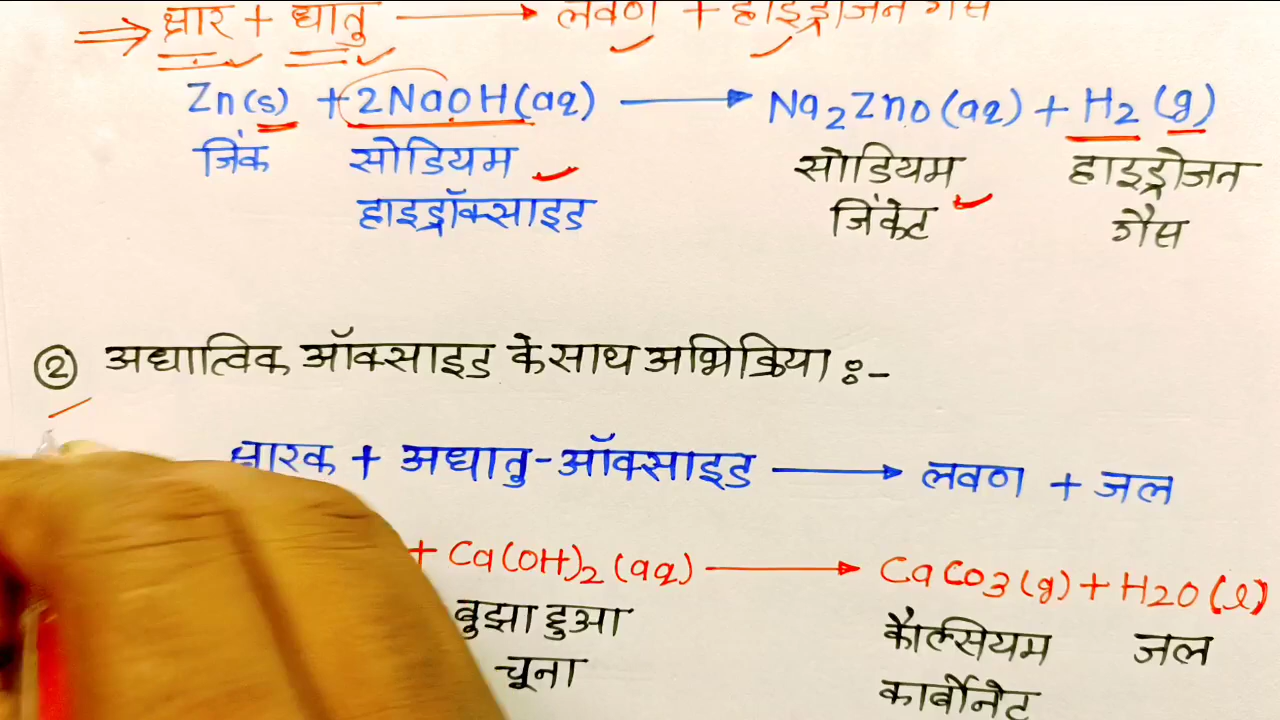 क्षार + धातु → लवण + हाइड्रोजन गैस
Zn(s) + 2NaOH(aq) → Na2ZnO(aq) + H2(g)
जिंक सोडियम हाइड्रॉक्साइड सोडियम जिंकेट हाइड्रोजन गैस
② अधात्विक ऑक्साइड के साथ अभिक्रिया :-
क्षारक + अधातु-ऑक्साइड → लवण + जल
+ Ca(OH)2(aq) → CaCO3(g) + H2O(l)
बुझा हुआ कैल्सियम जल
चूना कार्बोनेट